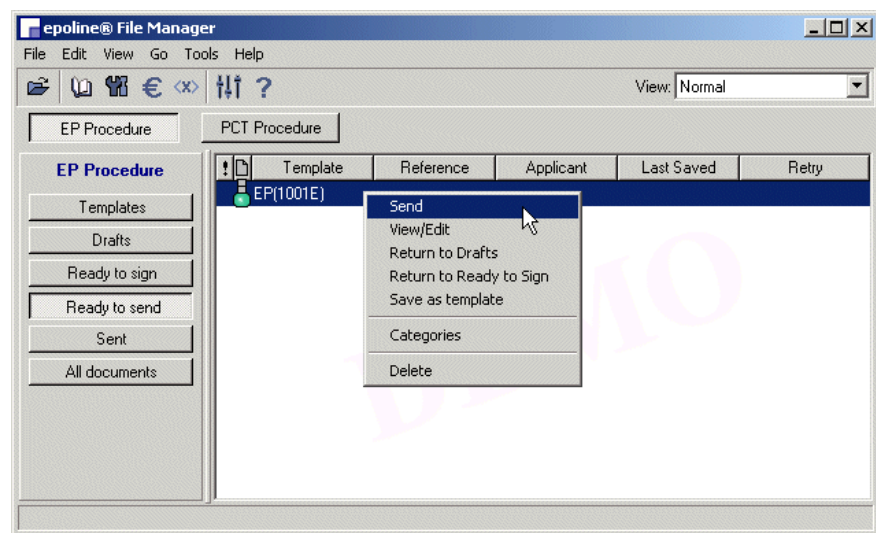 epoline® File Manager
File Edit View Go Tools Help
€ <x> ? View: Normal
EP Procedure PCT Procedure
EP Procedure ! Template Reference Applicant Last Saved Retry
EP(1001E)
Templates
Drafts
Ready to sign
Ready to send
Sent
All documents
Send
View/Edit
Return to Drafts
Return to Ready to Sign
Save as template
Categories
Delete
DEMO